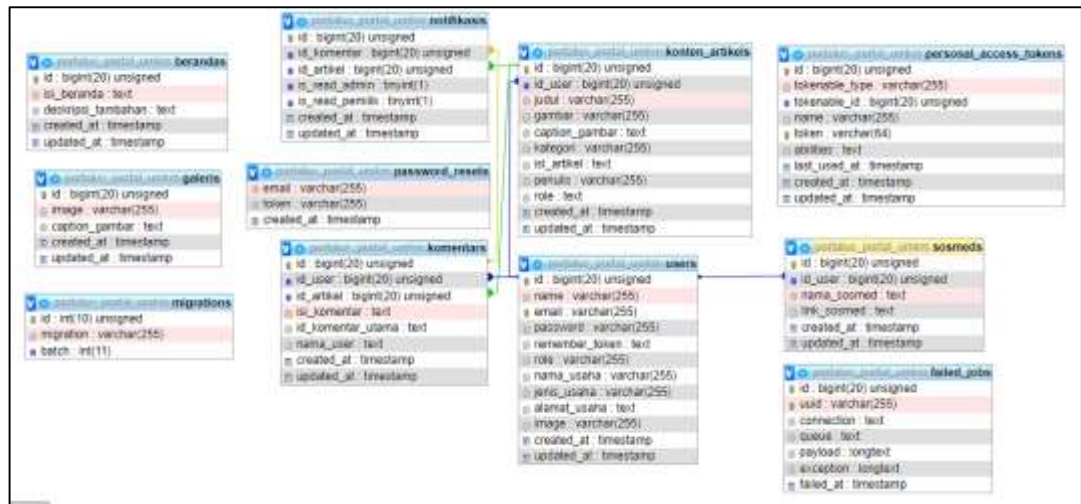 berandas
id : bigint(20) unsigned
isi_beranda : text
deskripsi_tambahan : text
created_at : timestamp
updated_at : timestamp
galeris
id : bigint(20) unsigned
image : varchar(255)
caption_gambar : text
created_at : timestamp
updated_at : timestamp
migrations
id : int(10) unsigned
migration : varchar(255)
batch : int(11)
notifikasis
id : bigint(20) unsigned
id_komentar : bigint(20) unsigned
id_artikel : bigint(20) unsigned
is_read_admin : tinyint(1)
is_read_pemilik : tinyint(1)
created_at : timestamp
updated_at : timestamp
password_resets
email : varchar(255)
token : varchar(255)
created_at : timestamp
komentars
id : bigint(20) unsigned
id_user : bigint(20) unsigned
id_artikel : bigint(20) unsigned
isi_komentar : text
id_komentar_utama : text
name_user : text
created_at : timestamp
updated_at : timestamp
konten_artikels
id : bigint(20) unsigned
id_user : bigint(20) unsigned
judul : varchar(255)
gambar : varchar(255)
caption_gambar : text
kategori : varchar(255)
isi_artikel : text
penulis : varchar(255)
role : text
created_at : timestamp
updated_at : timestamp
users
id : bigint(20) unsigned
name : varchar(255)
email : varchar(255)
password : varchar(255)
remember_token : text
role : varchar(255)
nama_usaha : varchar(255)
jenis_usaha : varchar(255)
alamat_usaha : text
image : varchar(255)
created_at : timestamp
updated_at : timestamp
personal_access_tokens
id : bigint(20) unsigned
tokenable_type : varchar(255)
tokenable_id : bigint(20) unsigned
name : varchar(255)
token : varchar(64)
abilities : text
last_used_at : timestamp
created_at : timestamp
updated_at : timestamp
sosmeds
id : bigint(20) unsigned
id_user : bigint(20) unsigned
nama_sosmed : text
link_sosmed : text
created_at : timestamp
updated_at : timestamp
failed_jobs
id : bigint(20) unsigned
uuid : varchar(255)
connection : text
queue : text
payload : longtext
exception : longtext
failed_at : timestamp